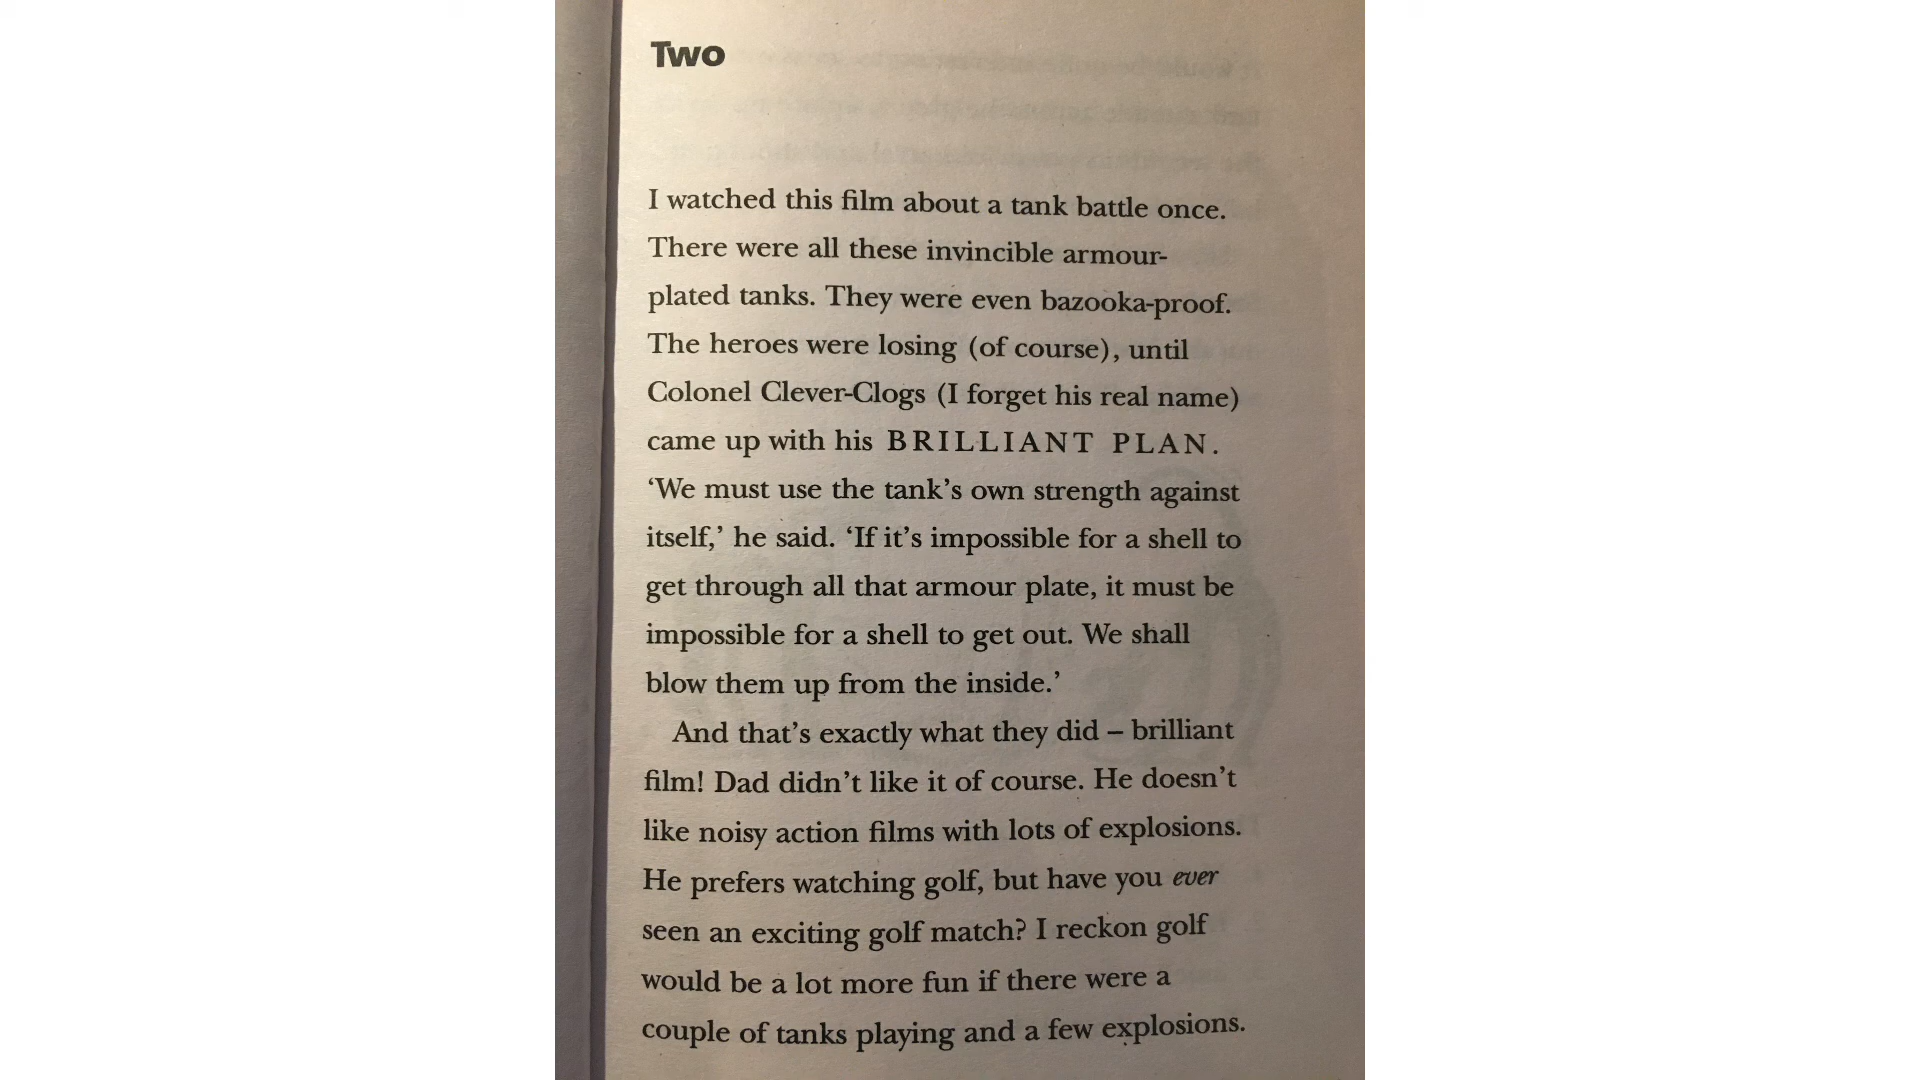 Two
I watched this film about a tank battle once.
There were all these invincible armour-
plated tanks. They were even bazooka-proof.
The heroes were losing (of course), until
Colonel Clever-Clogs (I forget his real name)
came up with his BRILLIANT PLAN.
‘We must use the tank’s own strength against
itself,’ he said. ‘If it’s impossible for a shell to
get through all that armour plate, it must be
impossible for a shell to get out. We shall
blow them up from the inside.’
And that’s exactly what they did – brilliant
film! Dad didn’t like it of course. He doesn’t
like noisy action films with lots of explosions.
He prefers watching golf, but have you ever
seen an exciting golf match? I reckon golf
would be a lot more fun if there were a
couple of tanks playing and a few explosions.